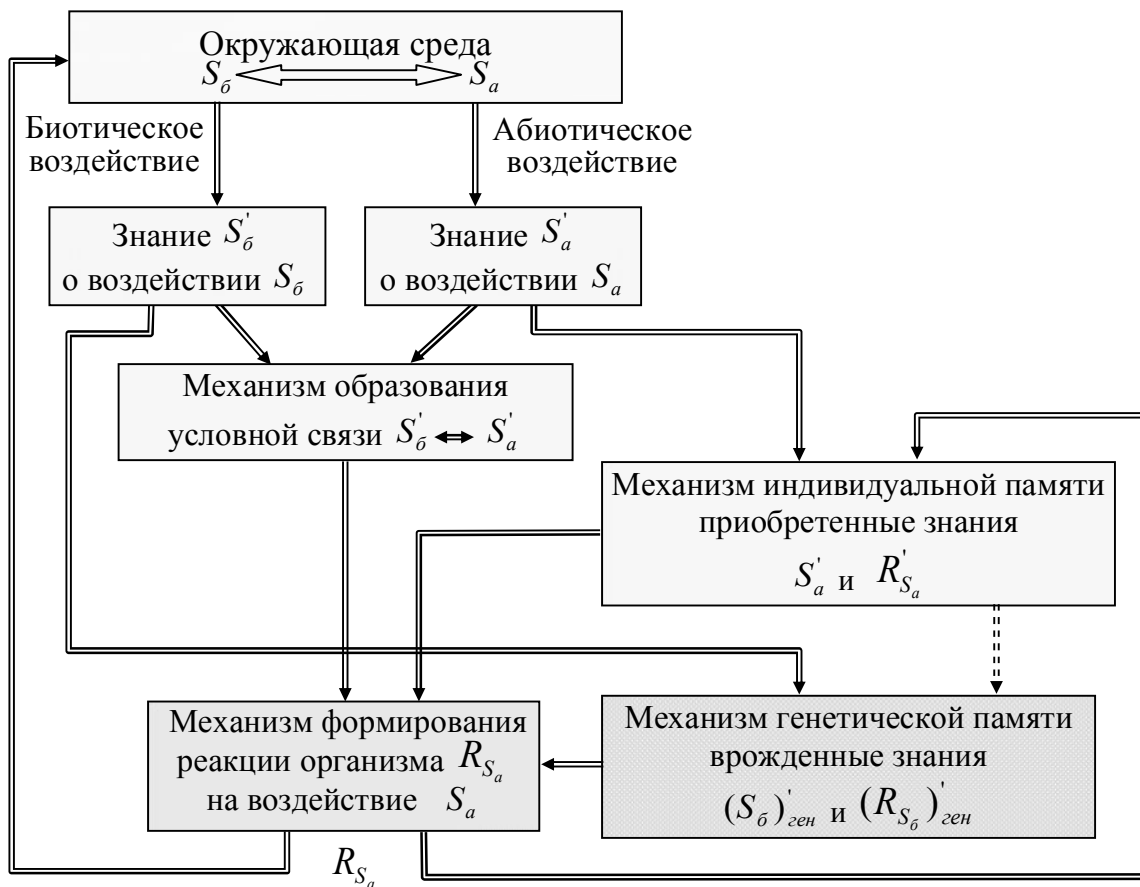 Окружающая среда
S_б S_а
Биотическое
воздействие
Абиотическое
воздействие
Знание S'_б
о воздействии S_б
Знание S'_а
о воздействии S_а
Механизм образования
условной связи S'_б S'_а
Механизм индивидуальной памяти
приобретенные знания
S'_а и R'_{S_а}
Механизм формирования
реакции организма R_{S_а}
на воздействие S_а
Механизм генетической памяти
врожденные знания
(S_б)'_{ген} и (R_{S_б})'_{ген}
R_{S_а}